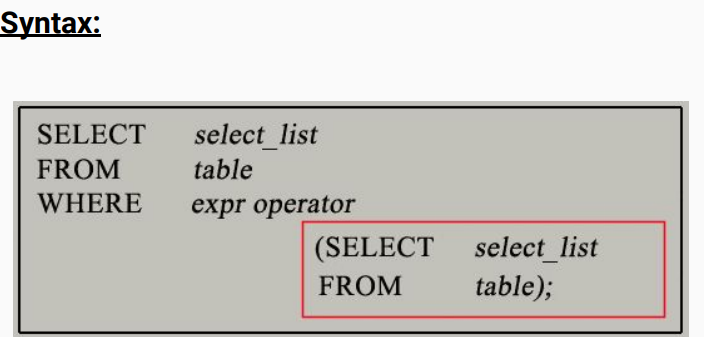 Syntax:
SELECT select_list
FROM table
WHERE expr operator
(SELECT select_list
FROM table);